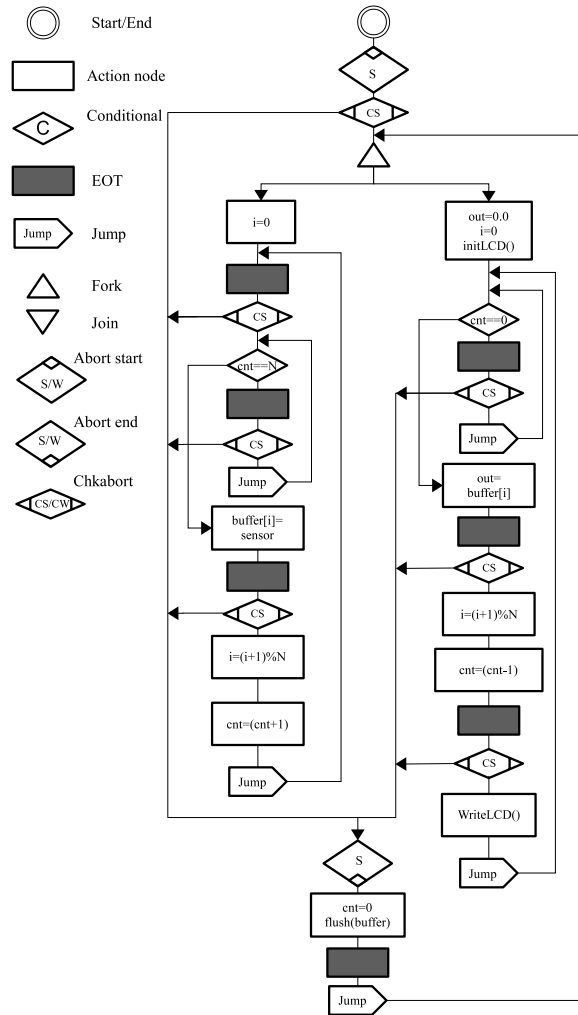 Start/End
Action node
C
Conditional
EOT
Jump
Jump
Fork
Join
Abort start
S/W
Abort end
S/W
Chkabort
CS/CW
S
CS
i=0
CS
cnt==N
CS
Jump
buffer[i]=
sensor
CS
i=(i+1)%N
cnt=(cnt+1)
Jump
out=0.0
i=0
initLCD()
cnt==0
CS
Jump
out=
buffer[i]
CS
i=(i+1)%N
cnt=(cnt-1)
CS
WriteLCD()
Jump
S
cnt=0
flush(buffer)
Jump